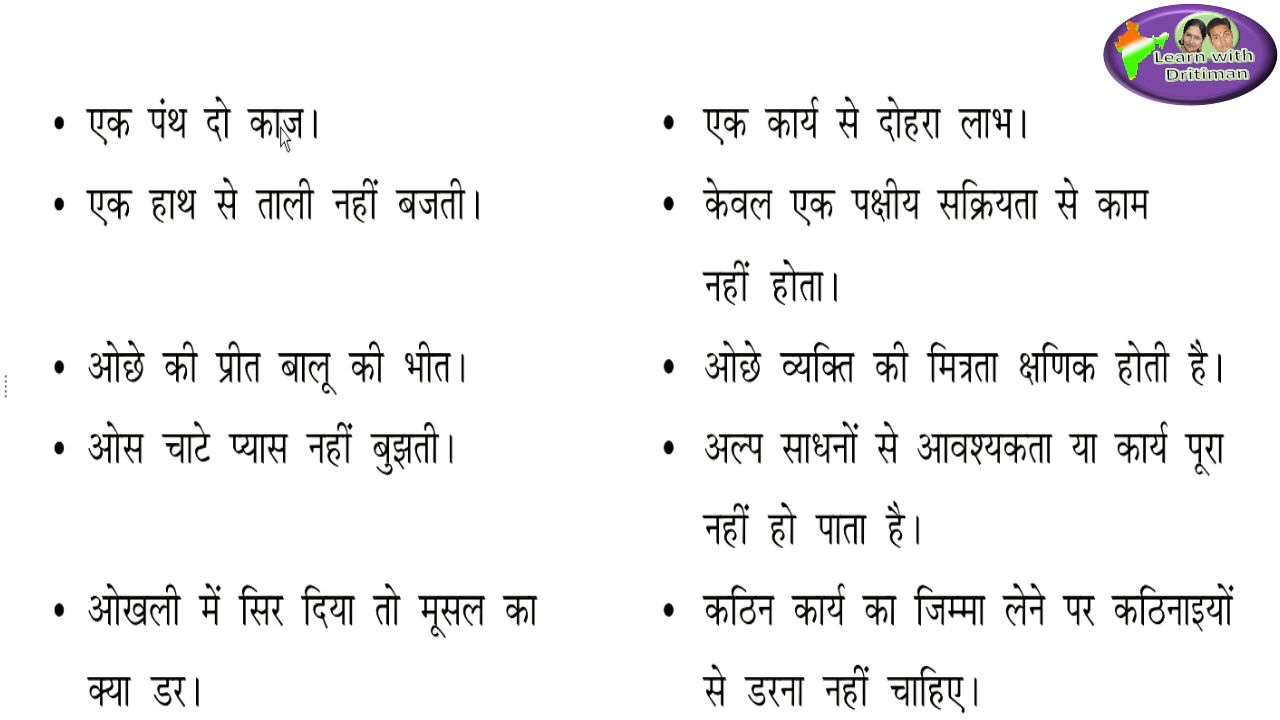 Learn with
Dritiman
• एक पंथ दो काज।
• एक कार्य से दोहरा लाभ।
• एक हाथ से ताली नहीं बजती।
• केवल एक पक्षीय सक्रियता से काम
नहीं होता।
• ओछे की प्रीत बालू की भीत।
• ओछे व्यक्ति की मित्रता क्षणिक होती है।
• ओस चाटे प्यास नहीं बुझती।
• अल्प साधनों से आवश्यकता या कार्य पूरा
नहीं हो पाता है।
• ओखली में सिर दिया तो मूसल का
क्या डर।
• कठिन कार्य का जिम्मा लेने पर कठिनाइयों
से डरना नहीं चाहिए।